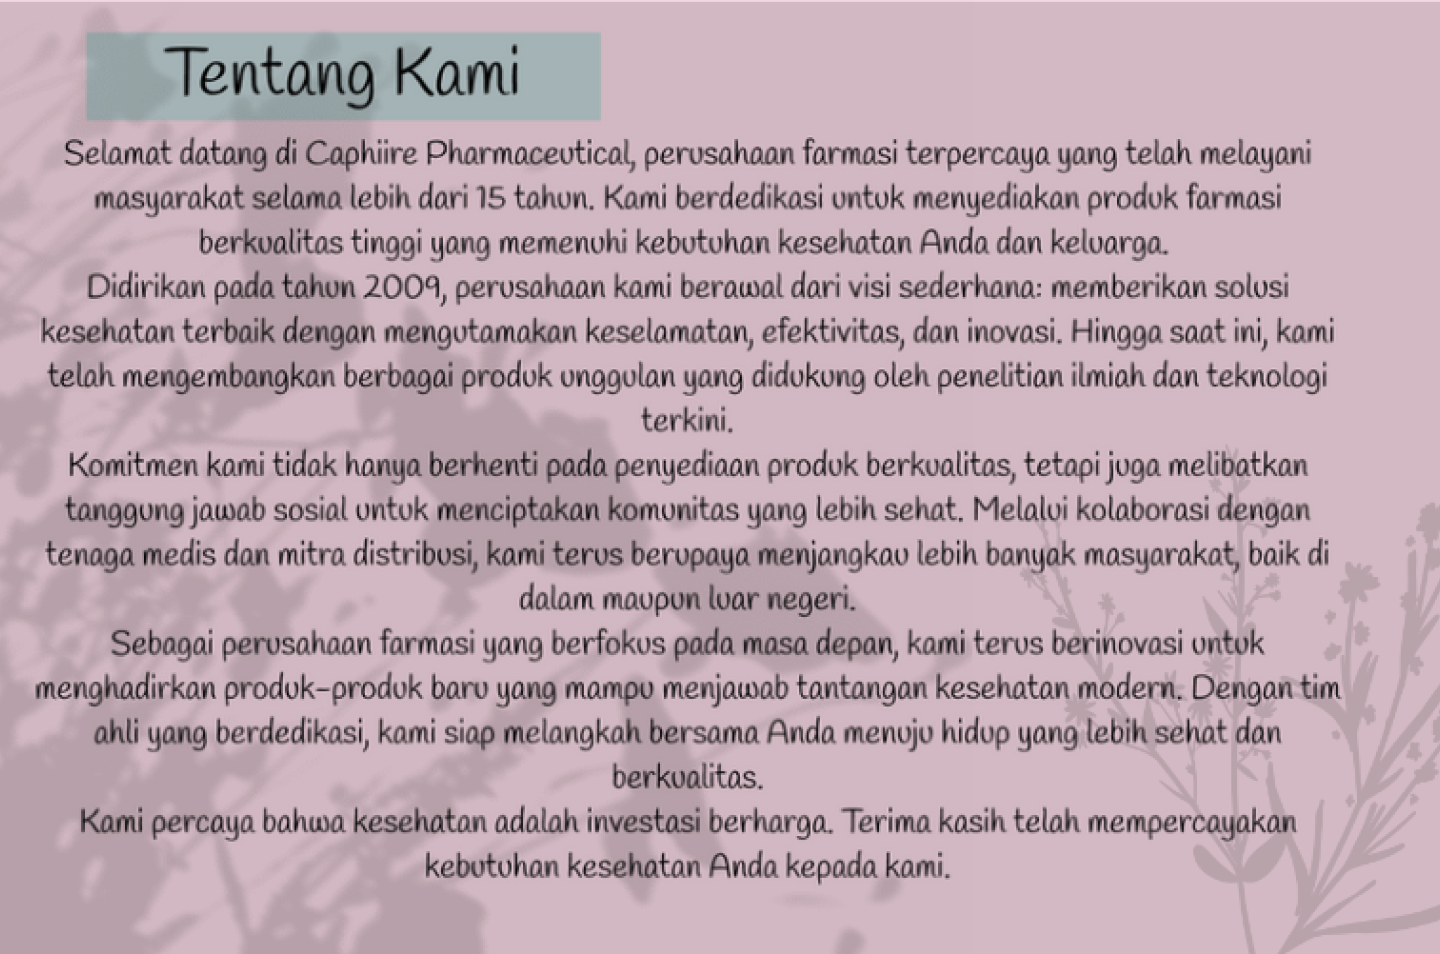 Tentang Kami
Selamat datang di Caphiire Pharmaceutical, perusahaan farmasi terpercaya yang telah melayani
masyarakat selama lebih dari 15 tahun. Kami berdedikasi untuk menyediakan produk farmasi
berkualitas tinggi yang memenuhi kebutuhan kesehatan Anda dan keluarga.
Didirikan pada tahun 2009, perusahaan kami berawal dari visi sederhana: memberikan solusi
kesehatan terbaik dengan mengutamakan keselamatan, efektivitas, dan inovasi. Hingga saat ini, kami
telah mengembangkan berbagai produk unggulan yang didukung oleh penelitian ilmiah dan teknologi
terkini.
Komitmen kami tidak hanya berhenti pada penyediaan produk berkualitas, tetapi juga melibatkan
tanggung jawab sosial untuk menciptakan komunitas yang lebih sehat. Melalui kolaborasi dengan
tenaga medis dan mitra distribusi, kami terus berupaya menjangkau lebih banyak masyarakat, baik di
dalam maupun luar negeri.
Sebagai perusahaan farmasi yang berfokus pada masa depan, kami terus berinovasi untuk
menghadirkan produk-produk baru yang mampu menjawab tantangan kesehatan modern. Dengan tim
ahli yang berdedikasi, kami siap melangkah bersama Anda menuju hidup yang lebih sehat dan
berkualitas.
Kami percaya bahwa kesehatan adalah investasi berharga. Terima kasih telah mempercayakan
kebutuhan kesehatan Anda kepada kami.